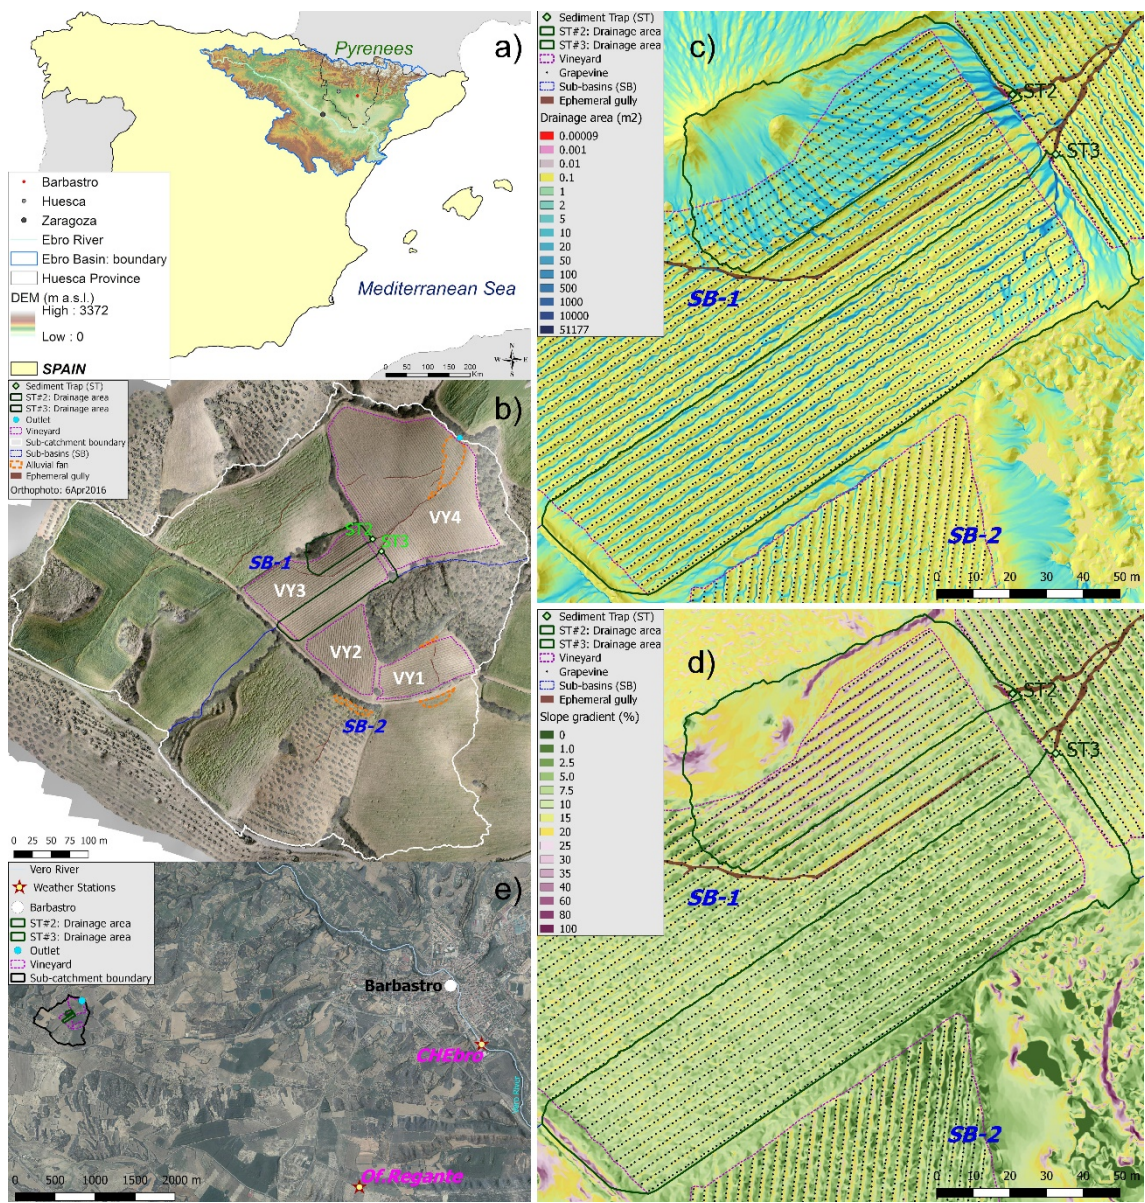 a)
Pyrenees
Mediterranean Sea
Barbastro
Huesca
Zaragoza
Ebro River
Ebro Basin: boundary
Huesca Province
DEM (m a.s.l.)
High : 3372
Low : 0
SPAIN
N
W E
S
0 50 100 150 200
Km
b)
Sediment Trap (ST)
ST#2: Drainage area
ST#3: Drainage area
Outlet
Vineyard
Sub-catchment boundary
Sub-basins (SB)
Alluvial fan
Ephemeral gully
Orthophoto: 6Apr2016
VY4
ST2
ST3
SB-1
VY3
VY2
VY1
SB-2
0 25 50 75 100 m
e)
Vero River
Weather Stations
Barbastro
ST#2: Drainage area
ST#3: Drainage area
Outlet
Vineyard
Sub-catchment boundary
Barbastro
CHEbro
Vero River
Of.Regante
0 500 1000 1500 2000 m
c)
Sediment Trap (ST)
ST#2: Drainage area
ST#3: Drainage area
Vineyard
Grapevine
Sub-basins (SB)
Ephemeral gully
Drainage area (m2)
0.00009
0.001
0.01
0.1
1
2
5
10
20
50
100
500
1000
10000
51177
ST2
ST3
SB-1
SB-2
0 10 20 30 40 50 m
d)
Sediment Trap (ST)
ST#2: Drainage area
ST#3: Drainage area
Vineyard
Grapevine
Sub-basins (SB)
Ephemeral gully
Slope gradient (%)
0
1.0
2.5
5.0
7.5
10
15
20
25
30
35
40
60
80
100
ST2
ST3
SB-1
SB-2
0 10 20 30 40 50 m